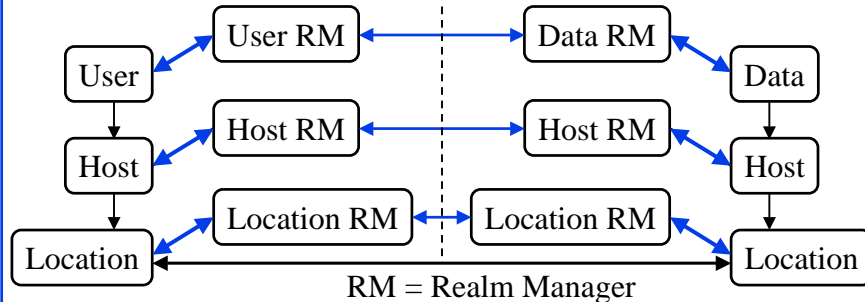 User RM
Data RM
User
Data
Host RM
Host RM
Host
Host
Location RM
Location RM
Location
Location
RM = Realm Manager